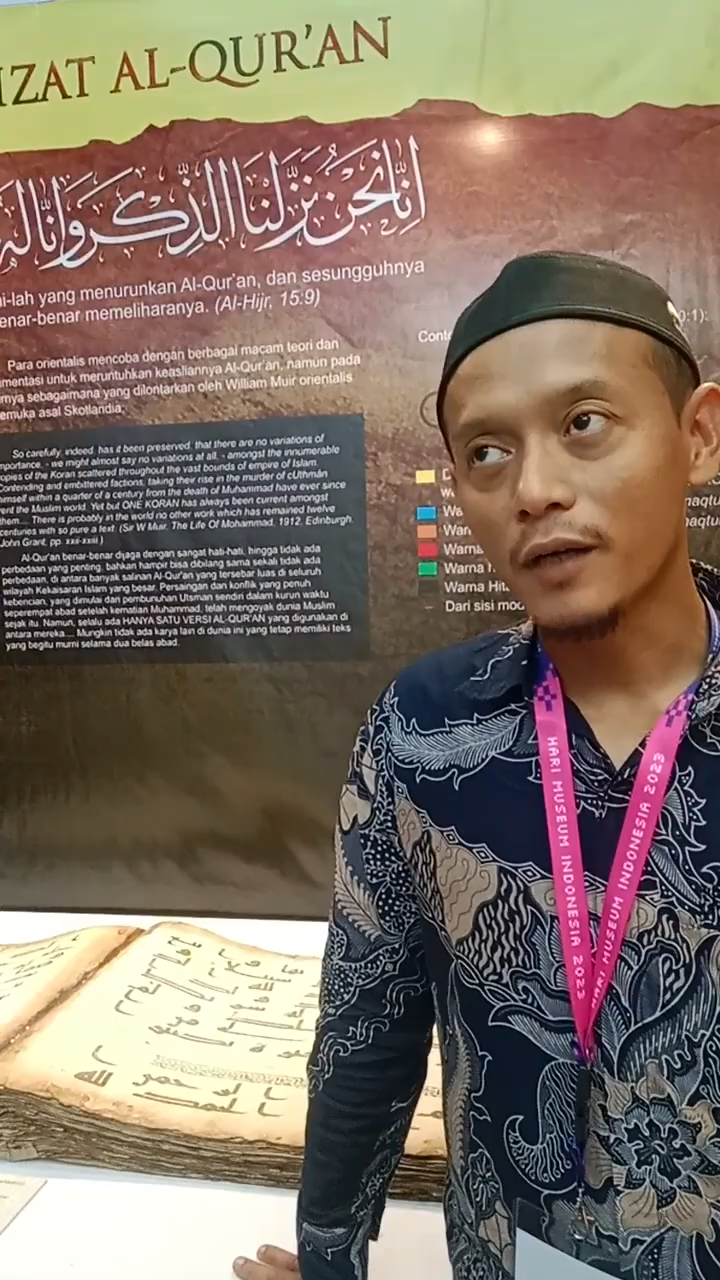 IZAT AL-QUR'AN
اِنَّا نَحْنُ نَزَّلْنَا الذِّكْرَ وَاِنَّا لَهٗ
ni-lah yang menurunkan Al-Qur'an, dan sesungguhnya
enar-benar memeliharanya. (Al-Hijr, 15:9)
Para orientalis mencoba dengan berbagai macam teori dan
umentasi untuk meruntuhkan keasliannya Al-Qur'an, namun pada
rnya sebagaimana yang dilontarkan oleh William Muir orientalis
emuka asal Skotlandia;
So carefully, indeed, has it been preserved, that there are no variations of
mportance, - we might almost say no variations at all, - amongst the innumerable
opies of the Koran scattered throughout the vast bounds of empire of Islam.
Contending and embittered factions, taking their rise in the murder of cUthmân
himself within a quarter of a century from the death of Muhammad have ever since
rend the Muslim world. Yet but ONE KORAN has always been current amongst
them.... There is probably in the world no other work which has remained twelve
centuries with so pure a text. (Sir W Muir, The Life Of Mohammad, 1912, Edinburgh,
John Grant, pp. xxii-xxiii )
Al-Qur'an benar-benar dijaga dengan sangat hati-hati, hingga tidak ada
perbedaan yang penting, bahkan hampir bisa dibilang sama sekali tidak ada
perbedaan, di antara banyak salinan Al-Qur'an yang tersebar luas di seluruh
wilayah Kekaisaran Islam yang besar. Persaingan dan konflik yang penuh
kebencian, yang dimulai dari pembunuhan Utsman sendiri dalam kurun waktu
seperempat abad setelah kematian Muhammad, telah mengoyak dunia Muslim
sejak itu. Namun, selalu ada HANYA SATU VERSI AL-QUR'AN yang digunakan di
antara mereka.... Mungkin tidak ada karya lain di dunia ini yang tetap memiliki teks
yang begitu murni selama dua belas abad.
0:1):
Conto
D
Wa
War
Warna
Warna H
Warna Hit
Dari sisi mod
HARI MUSEUM INDONESIA 2023
HARI MUSEUM INDONESIA 2023